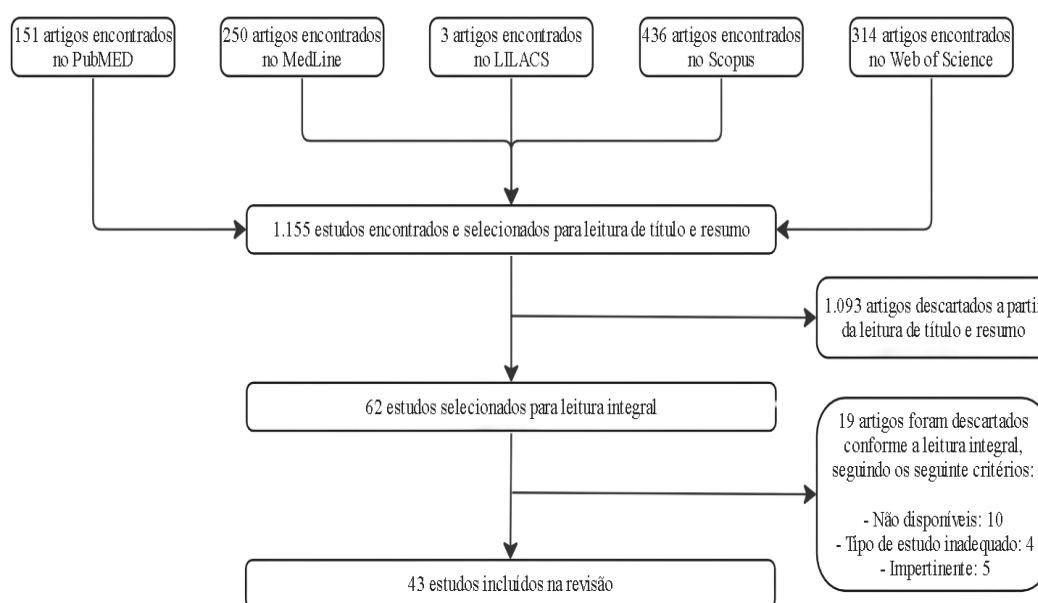 151 artigos encontrados
no PubMED
250 artigos encontrados
no MedLine
3 artigos encontrados
no LILACS
436 artigos encontrados
no Scopus
314 artigos encontrados
no Web of Science
1.155 estudos encontrados e selecionados para leitura de título e resumo
1.093 artigos descartados a partir
da leitura de título e resumo
62 estudos selecionados para leitura integral
19 artigos foram descartados
conforme a leitura integral,
seguindo os seguinte critérios:
- Não disponíveis: 10
- Tipo de estudo inadequado: 4
- Impertinente: 5
43 estudos incluídos na revisão